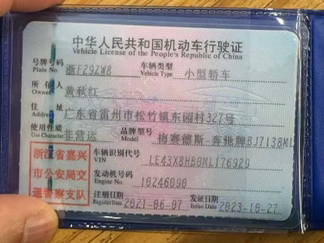 中华人民共和国机动车行驶证
Vehicle License of the People's Republic of China
号牌号码 浙F29ZW8 车辆类型 小型轿车
Plate No. Vehicle Type
所有人 黄秋红
Owner
住址 广东省雷州市松竹镇东园村327号
Address
使用性质 非营运 品牌型号 梅赛德斯-奔驰牌BJ7138ML
Use Character Model
浙江省嘉兴
市公安局交
通警察支队
车辆识别代号 LE43X8HB0ML176929
VIN
发动机号码 10246090
Engine No.
注册日期 2021-06-07 发证日期 2023-10-27
Register Date Issue Date